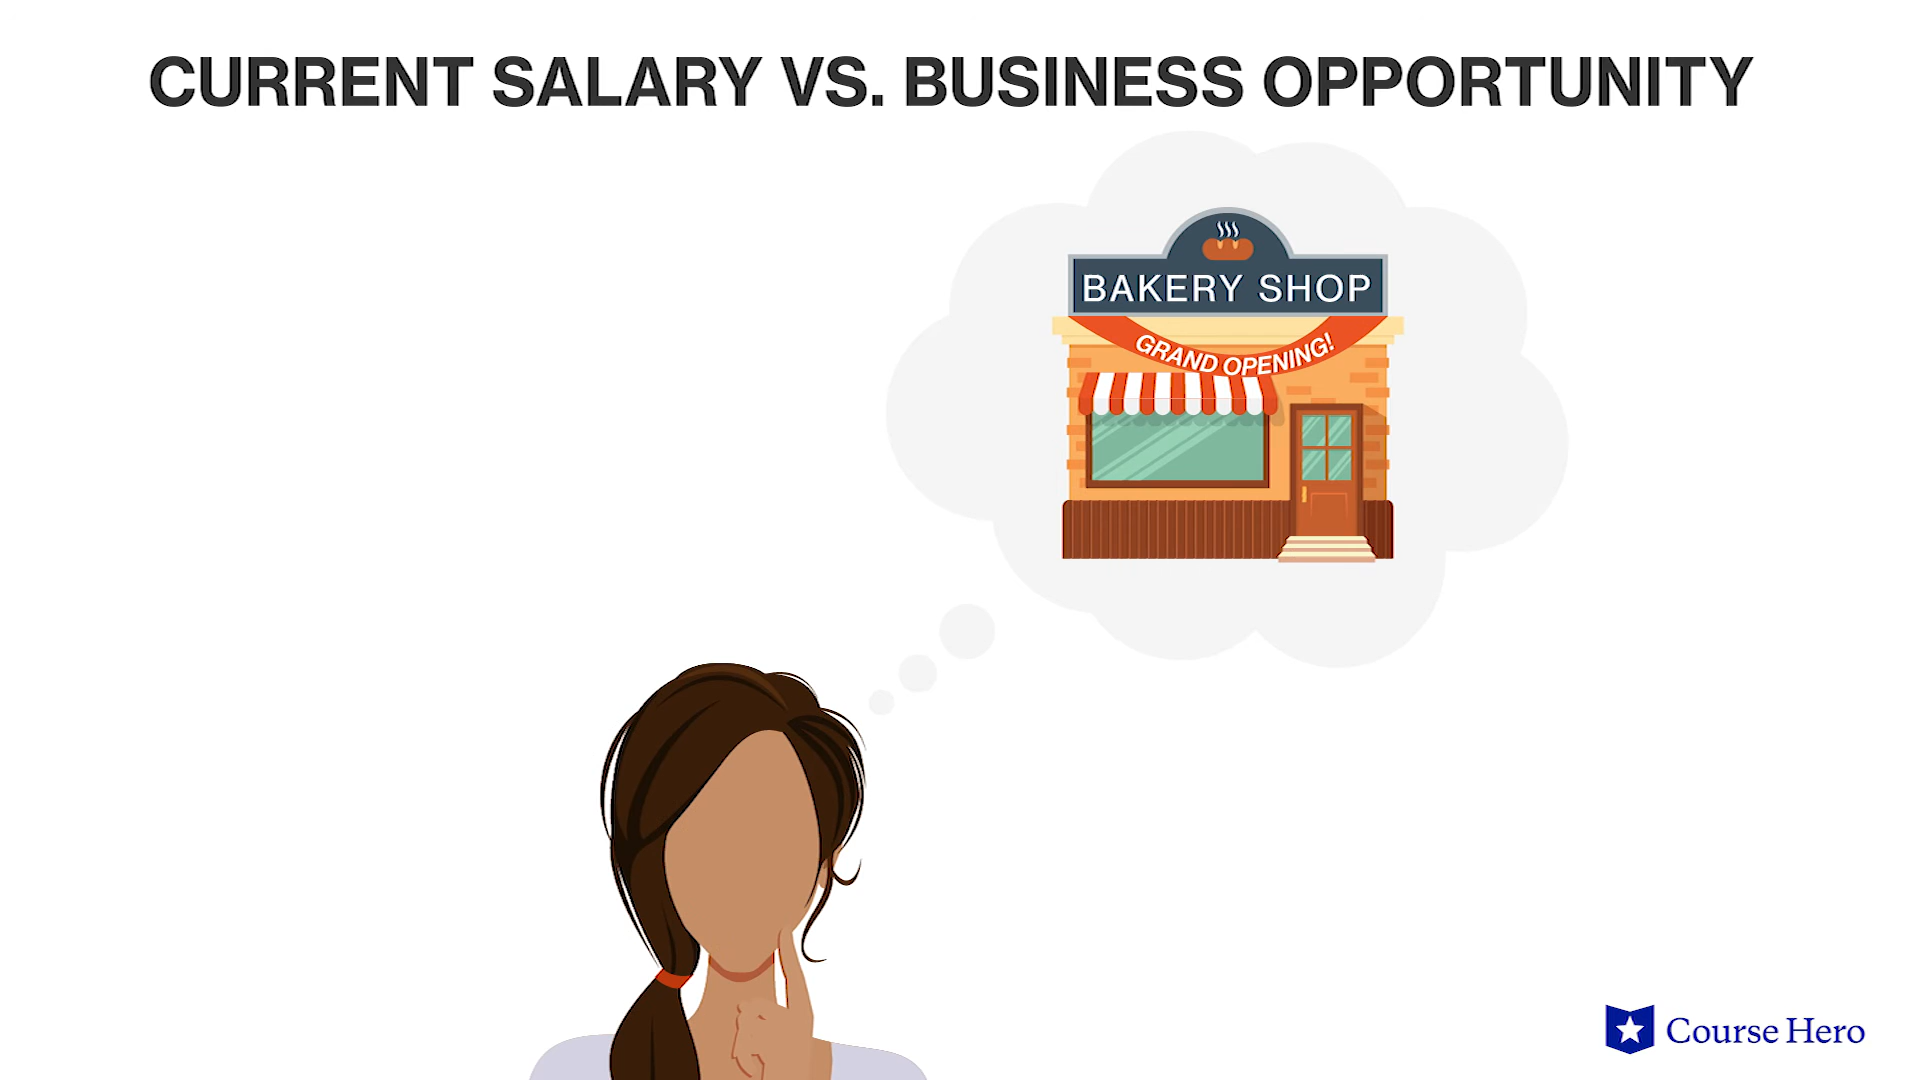 CURRENT SALARY VS. BUSINESS OPPORTUNITY
BAKERY SHOP
GRAND OPENING!
Course Hero